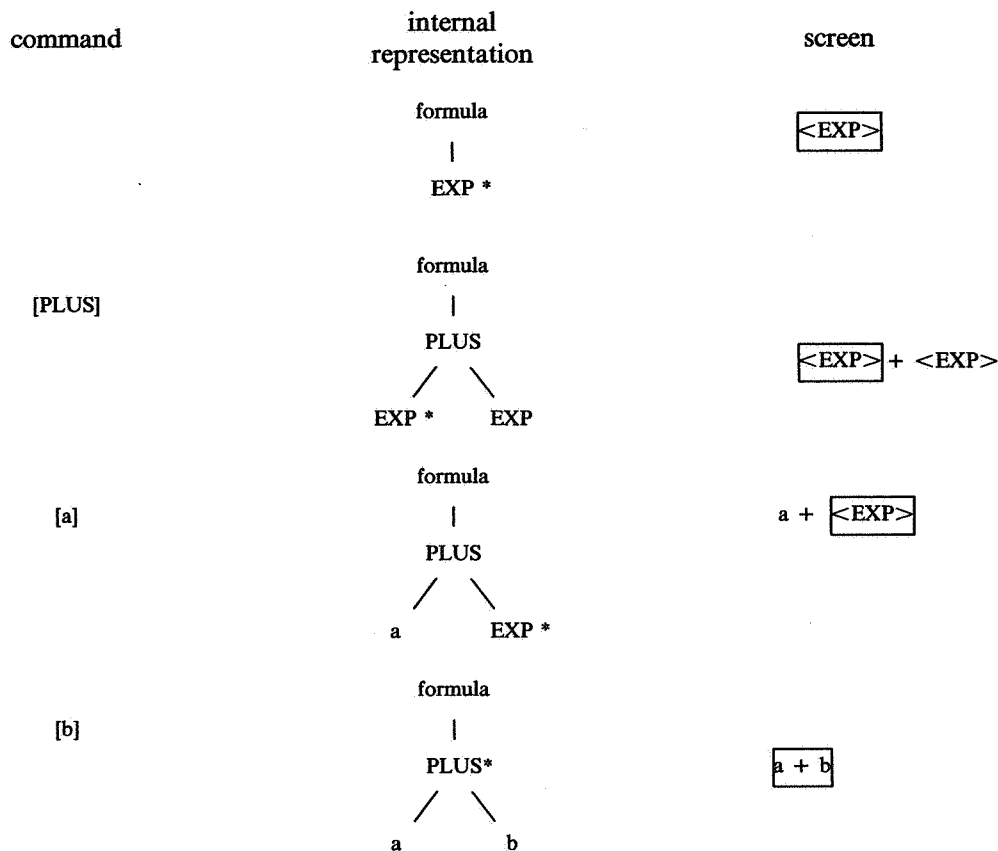 command internal representation screen
formula
<EXP>
|
EXP *
formula
[PLUS]
|
PLUS
<EXP> + <EXP>
/ \
EXP * EXP
formula
[a] a + <EXP>
|
PLUS
/ \
a EXP *
formula
[b]
|
PLUS*
a + b
/ \
a b